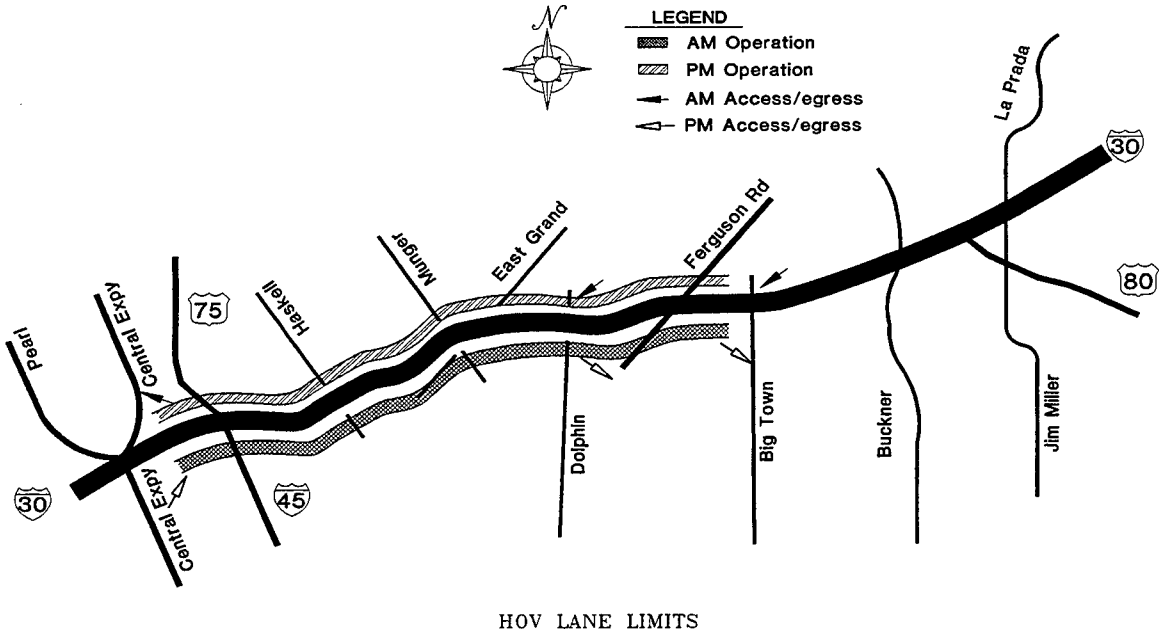 N
LEGEND
AM Operation
PM Operation
AM Access/egress
PM Access/egress
La Prada
30
Ferguson Rd
East Grand
Munger
80
75
Haskell
Central Expy
Pearl
Dolphin
Big Town
Buckner
Jim Miller
30
Central Expy
45
HOV LANE LIMITS